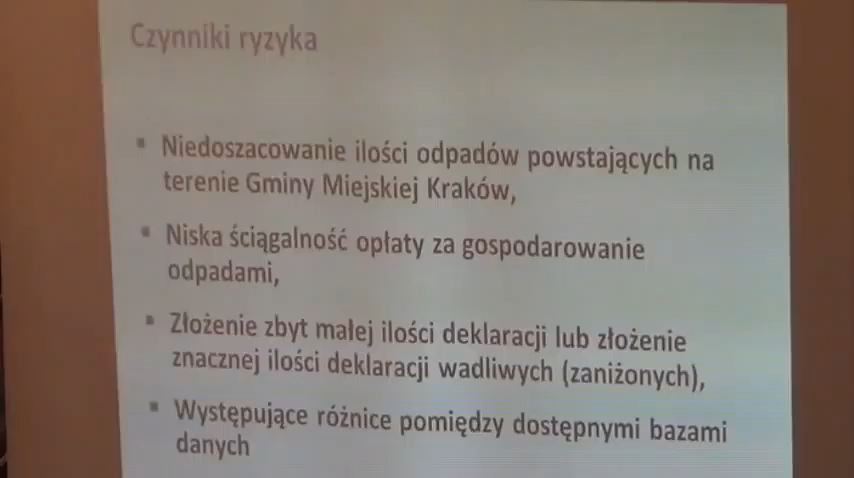 Czynniki ryzyka
▪ Niedoszacowanie ilości odpadów powstających na
terenie Gminy Miejskiej Kraków,
▪ Niska ściągalność opłaty za gospodarowanie
odpadami,
▪ Złożenie zbyt małej ilości deklaracji lub złożenie
znacznej ilości deklaracji wadliwych (zaniżonych),
▪ Występujące różnice pomiędzy dostępnymi bazami
danych